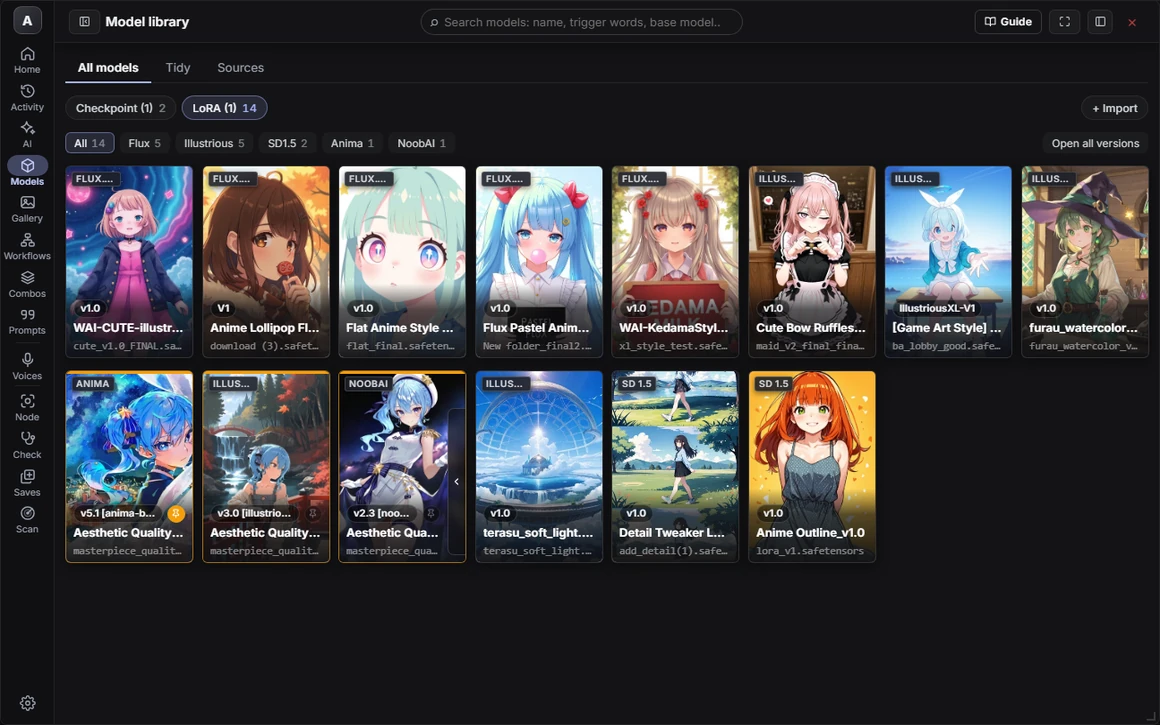 A
Model library
Search models: name, trigger words, base model..
Guide
Home
Activity
AI
Models
Gallery
Workflows
Combos
Prompts
Voices
Node
Check
Saves
Scan
All models
Tidy
Sources
Checkpoint (1) 2
LoRA (1) 14
+ Import
All 14
Flux 5
Illustrious 5
SD1.5 2
Anima 1
NoobAI 1
Open all versions
FLUX....
v1.0
WAI-CUTE-illustr...
cute_v1.0_FINAL.sa…
FLUX....
V1
Anime Lollipop Fl...
download (3).safet…
FLUX....
v1.0
Flat Anime Style ...
flat_final.safeten…
FLUX....
PASTEL
v1.0
Flux Pastel Anim...
New folder_final2.…
FLUX....
KEDAMA
MILK
v1.0
WAI-KedamaStyl...
xl_style_test.safe…
ILLUS...
v1.0
Cute Bow Ruffles...
maid_v2_final_fina…
ILLUS...
IllustriousXL-V1
[Game Art Style] ...
ba_lobby_good.safe…
ILLUS...
v1.0
furau_watercolor...
furau_watercolor_v…
ANIMA
v5.1 [anima-b...
Aesthetic Quality...
masterpiece_qualit…
ILLUS...
v3.0 [illustrio...
Aesthetic Quality...
masterpiece_qualit…
NOOBAI
v2.3 [noo...
Aesthetic Qua...
masterpiece_qua…
ILLUS...
v1.0
terasu_soft_light....
terasu_soft_light.…
SD 1.5
v1.0
Detail Tweaker L...
add_detail(1).safe…
SD 1.5
v1.0
Anime Outline_v1.0
lora_v1.safetensors